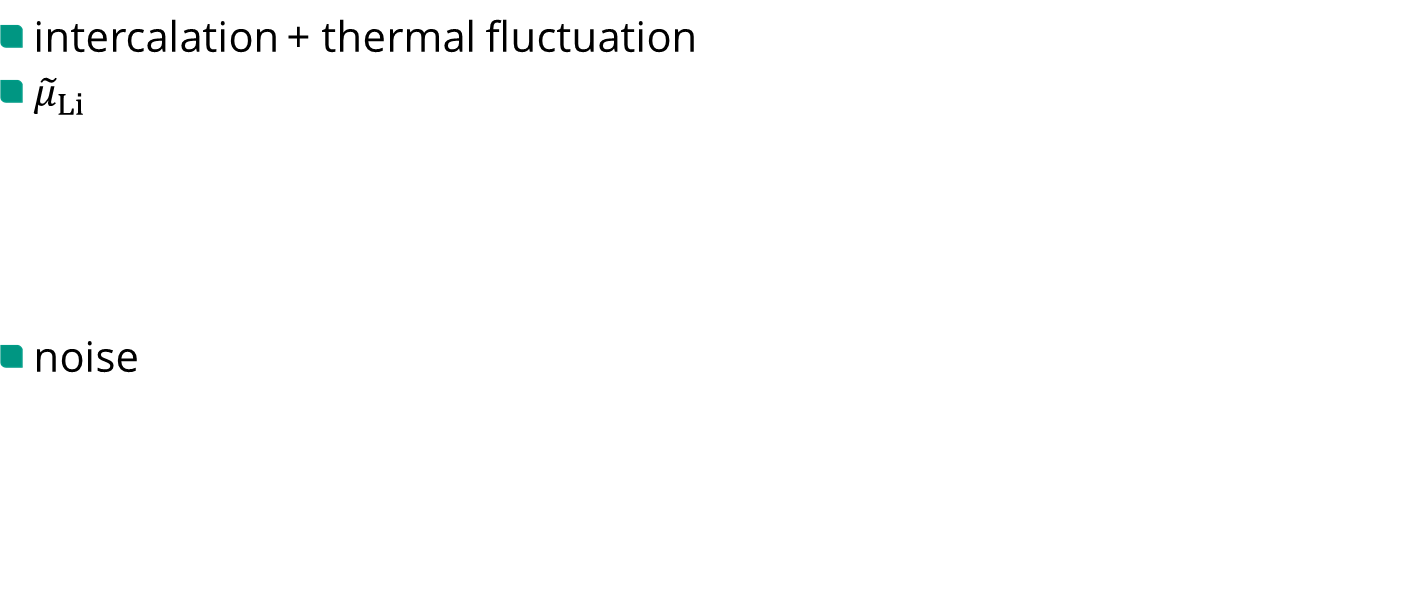 intercalation + thermal fluctuation
μ̃Li
noise